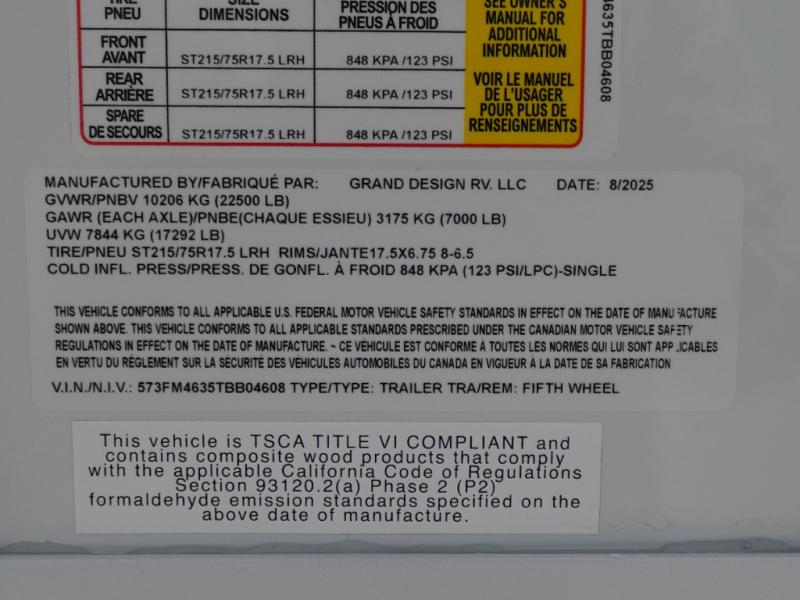 TIRE
PNEU
SIZE
DIMENSIONS
PRESSION DES
PNEUS À FROID
SEE OWNER'S
MANUAL FOR
ADDITIONAL
INFORMATION
FRONT
AVANT
ST215/75R17.5 LRH
848 KPA /123 PSI
REAR
ARRIÈRE
ST215/75R17.5 LRH
848 KPA /123 PSI
SPARE
DE SECOURS
ST215/75R17.5 LRH
848 KPA /123 PSI
VOIR LE MANUEL
DE L'USAGER
POUR PLUS DE
RENSEIGNEMENTS
4635TBB04608
MANUFACTURED BY/FABRIQUÉ PAR: GRAND DESIGN RV. LLC DATE: 8/2025
GVWR/PNBV 10206 KG (22500 LB)
GAWR (EACH AXLE)/PNBE(CHAQUE ESSIEU) 3175 KG (7000 LB)
UVW 7844 KG (17292 LB)
TIRE/PNEU ST215/75R17.5 LRH RIMS/JANTE17.5X6.75 8-6.5
COLD INFL. PRESS/PRESS. DE GONFL. À FROID 848 KPA (123 PSI/LPC)-SINGLE
THIS VEHICLE CONFORMS TO ALL APPLICABLE U.S. FEDERAL MOTOR VEHICLE SAFETY STANDARDS IN EFFECT ON THE DATE OF MANUFACTURE
SHOWN ABOVE. THIS VEHICLE CONFORMS TO ALL APPLICABLE STANDARDS PRESCRIBED UNDER THE CANADIAN MOTOR VEHICLE SAFETY
REGULATIONS IN EFFECT ON THE DATE OF MANUFACTURE. - CE VÉHICULE EST CONFORME À TOUTES LES NORMES QUI LUI SONT APPLICABLES
EN VERTU DU RÈGLEMENT SUR LA SÉCURITÉ DES VÉHICULES AUTOMOBILES DU CANADA EN VIGUEUR À LA DATE DE SA FABRICATION
V.I.N./N.I.V.: 573FM4635TBB04608 TYPE/TYPE: TRAILER TRA/REM: FIFTH WHEEL
This vehicle is TSCA TITLE VI COMPLIANT and
contains composite wood products that comply
with the applicable California Code of Regulations
Section 93120.2(a) Phase 2 (P2)
formaldehyde emission standards specified on the
above date of manufacture.